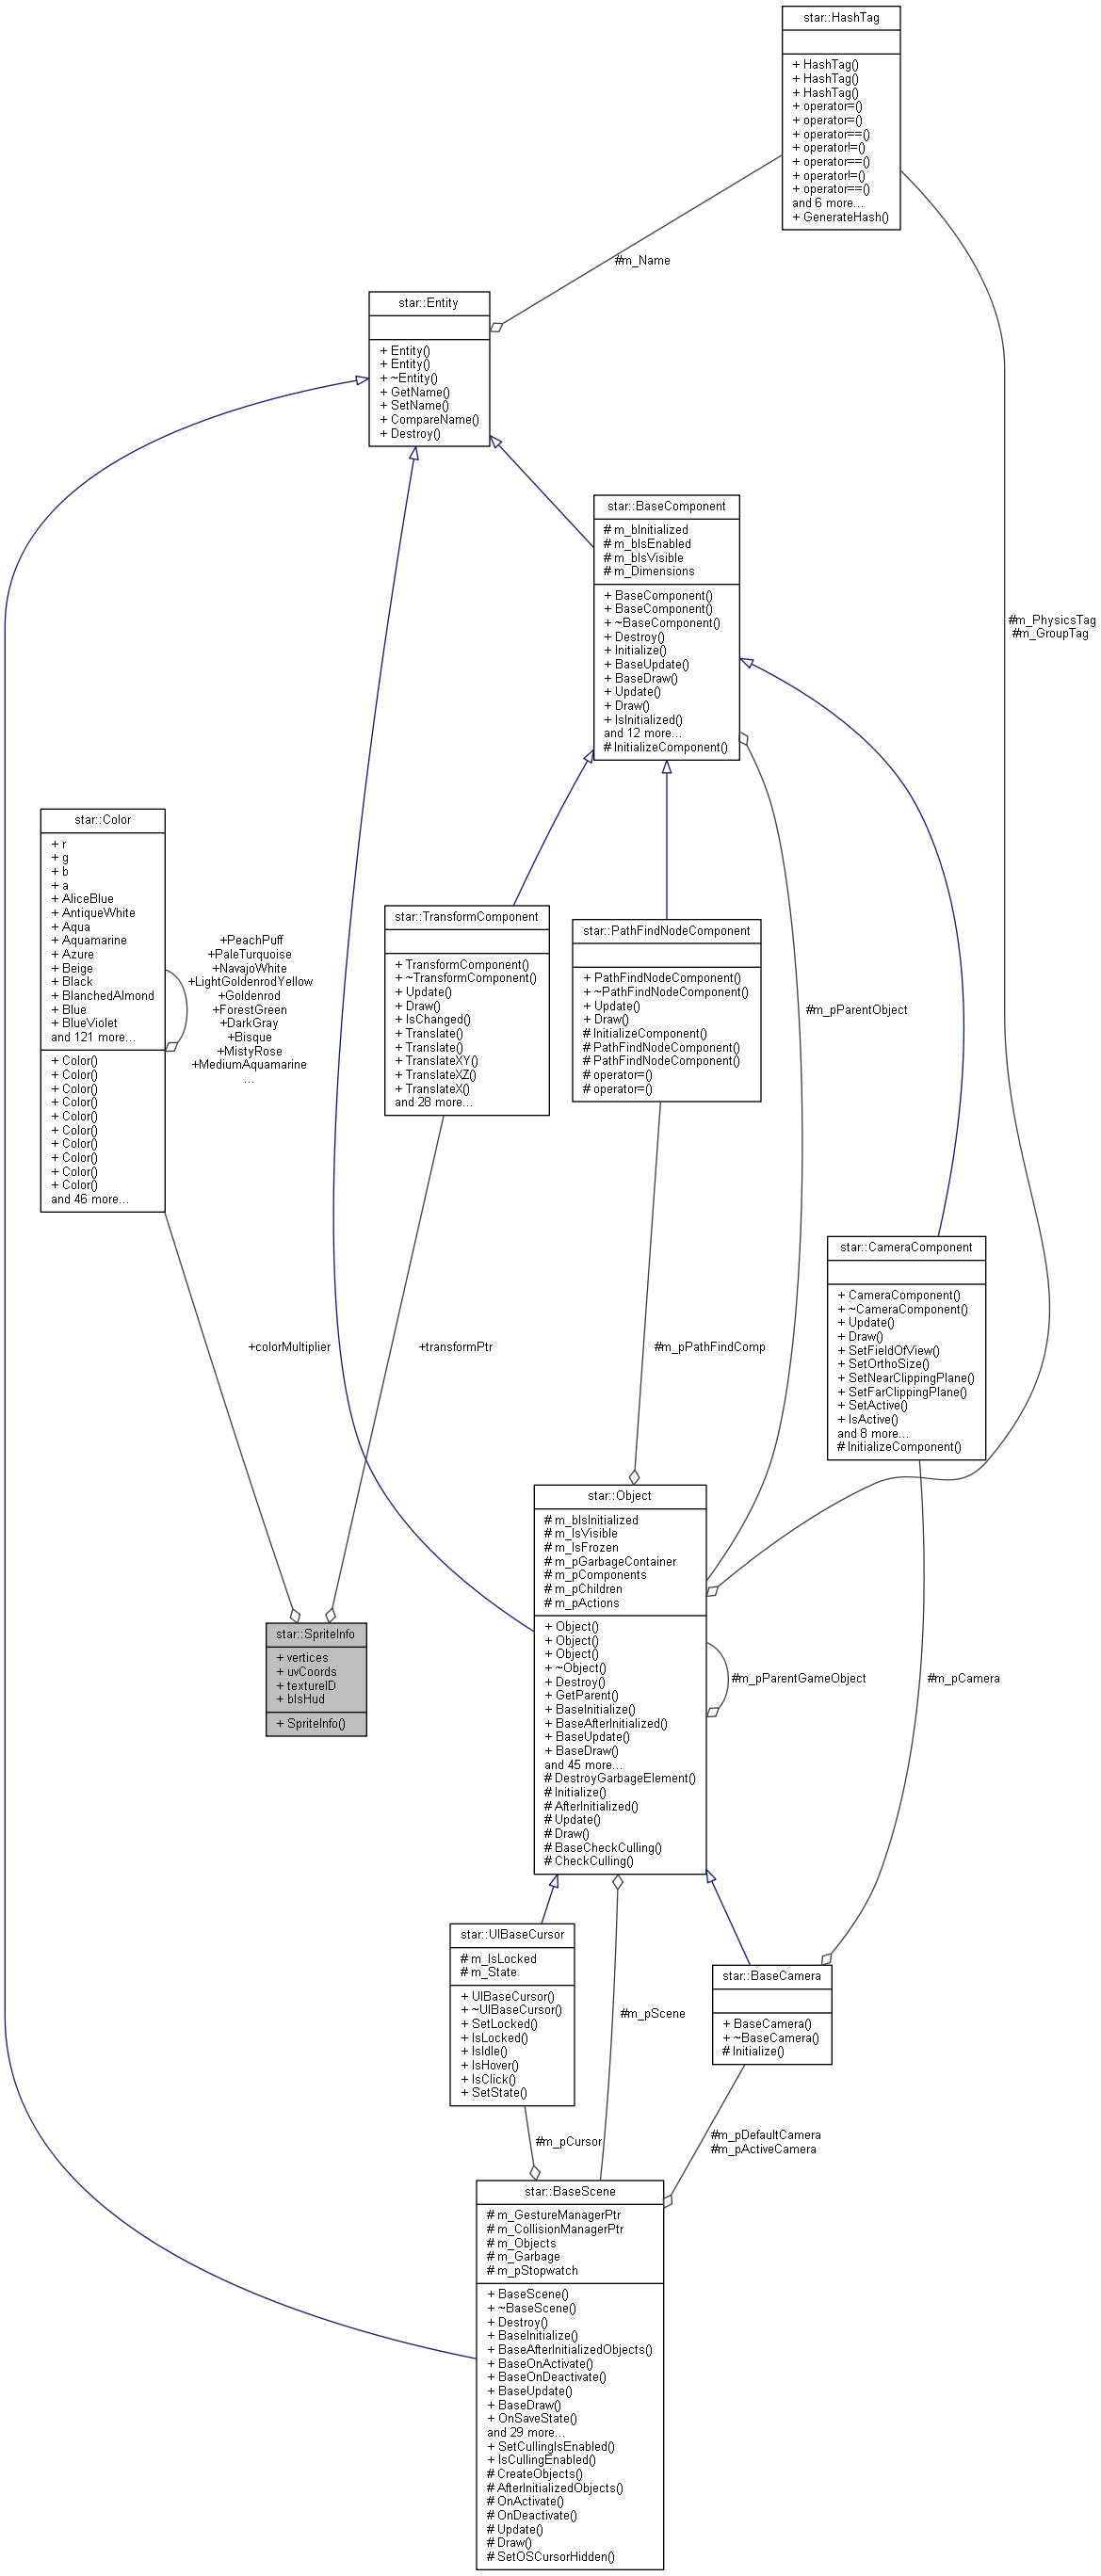 star::HashTag
+ HashTag()
+ HashTag()
+ HashTag()
+ operator=()
+ operator=()
+ operator==()
+ operator!=()
+ operator==()
+ operator!=()
+ operator==()
and 6 more...
+ GenerateHash()
#m_Name
star::Entity
+ Entity()
+ Entity()
+ ~Entity()
+ GetName()
+ SetName()
+ CompareName()
+ Destroy()
star::BaseComponent
# m_bInitialized
# m_bIsEnabled
# m_bIsVisible
# m_Dimensions
+ BaseComponent()
+ BaseComponent()
+ ~BaseComponent()
+ Destroy()
+ Initialize()
+ BaseUpdate()
+ BaseDraw()
+ Update()
+ Draw()
+ IsInitialized()
and 12 more...
# InitializeComponent()
#m_PhysicsTag
#m_GroupTag
star::Color
+ r
+ g
+ b
+ a
+ AliceBlue
+ AntiqueWhite
+ Aqua
+ Aquamarine
+ Azure
+ Beige
+ Black
+ BlanchedAlmond
+ Blue
+ BlueViolet
and 121 more...
+ Color()
+ Color()
+ Color()
+ Color()
+ Color()
+ Color()
+ Color()
+ Color()
+ Color()
+ Color()
and 46 more...
+PeachPuff
+PaleTurquoise
+NavajoWhite
+LightGoldenrodYellow
+Goldenrod
+ForestGreen
+DarkGray
+Bisque
+MistyRose
+MediumAquamarine
...
star::TransformComponent
+ TransformComponent()
+ ~TransformComponent()
+ Update()
+ Draw()
+ IsChanged()
+ Translate()
+ Translate()
+ TranslateXY()
+ TranslateXZ()
+ TranslateX()
and 28 more...
star::PathFindNodeComponent
+ PathFindNodeComponent()
+ ~PathFindNodeComponent()
+ Update()
+ Draw()
# InitializeComponent()
# PathFindNodeComponent()
# PathFindNodeComponent()
# operator=()
# operator=()
#m_pParentObject
star::CameraComponent
+ CameraComponent()
+ ~CameraComponent()
+ Update()
+ Draw()
+ SetFieldOfView()
+ SetOrthoSize()
+ SetNearClippingPlane()
+ SetFarClippingPlane()
+ SetActive()
+ IsActive()
and 8 more...
# InitializeComponent()
+colorMultiplier
+transformPtr
#m_pPathFindComp
star::Object
# m_bIsInitialized
# m_IsVisible
# m_IsFrozen
# m_pGarbageContainer
# m_pComponents
# m_pChildren
# m_pActions
+ Object()
+ Object()
+ Object()
+ ~Object()
+ Destroy()
+ GetParent()
+ BaseInitialize()
+ BaseAfterInitialized()
+ BaseUpdate()
+ BaseDraw()
and 45 more...
# DestroyGarbageElement()
# Initialize()
# AfterInitialized()
# Update()
# Draw()
# BaseCheckCulling()
# CheckCulling()
star::SpriteInfo
+ vertices
+ uvCoords
+ textureID
+ bIsHud
+ SpriteInfo()
#m_pParentGameObject
#m_pCamera
star::UIBaseCursor
# m_IsLocked
# m_State
+ UIBaseCursor()
+ ~UIBaseCursor()
+ SetLocked()
+ IsLocked()
+ IsIdle()
+ IsHover()
+ IsClick()
+ SetState()
#m_pScene
star::BaseCamera
+ BaseCamera()
+ ~BaseCamera()
# Initialize()
#m_pCursor
#m_pDefaultCamera
#m_pActiveCamera
star::BaseScene
# m_GestureManagerPtr
# m_CollisionManagerPtr
# m_Objects
# m_Garbage
# m_pStopwatch
+ BaseScene()
+ ~BaseScene()
+ Destroy()
+ BaseInitialize()
+ BaseAfterInitializedObjects()
+ BaseOnActivate()
+ BaseOnDeactivate()
+ BaseUpdate()
+ BaseDraw()
+ OnSaveState()
and 29 more...
+ SetCullingIsEnabled()
+ IsCullingEnabled()
# CreateObjects()
# AfterInitializedObjects()
# OnActivate()
# OnDeactivate()
# Update()
# Draw()
# SetOSCursorHidden()